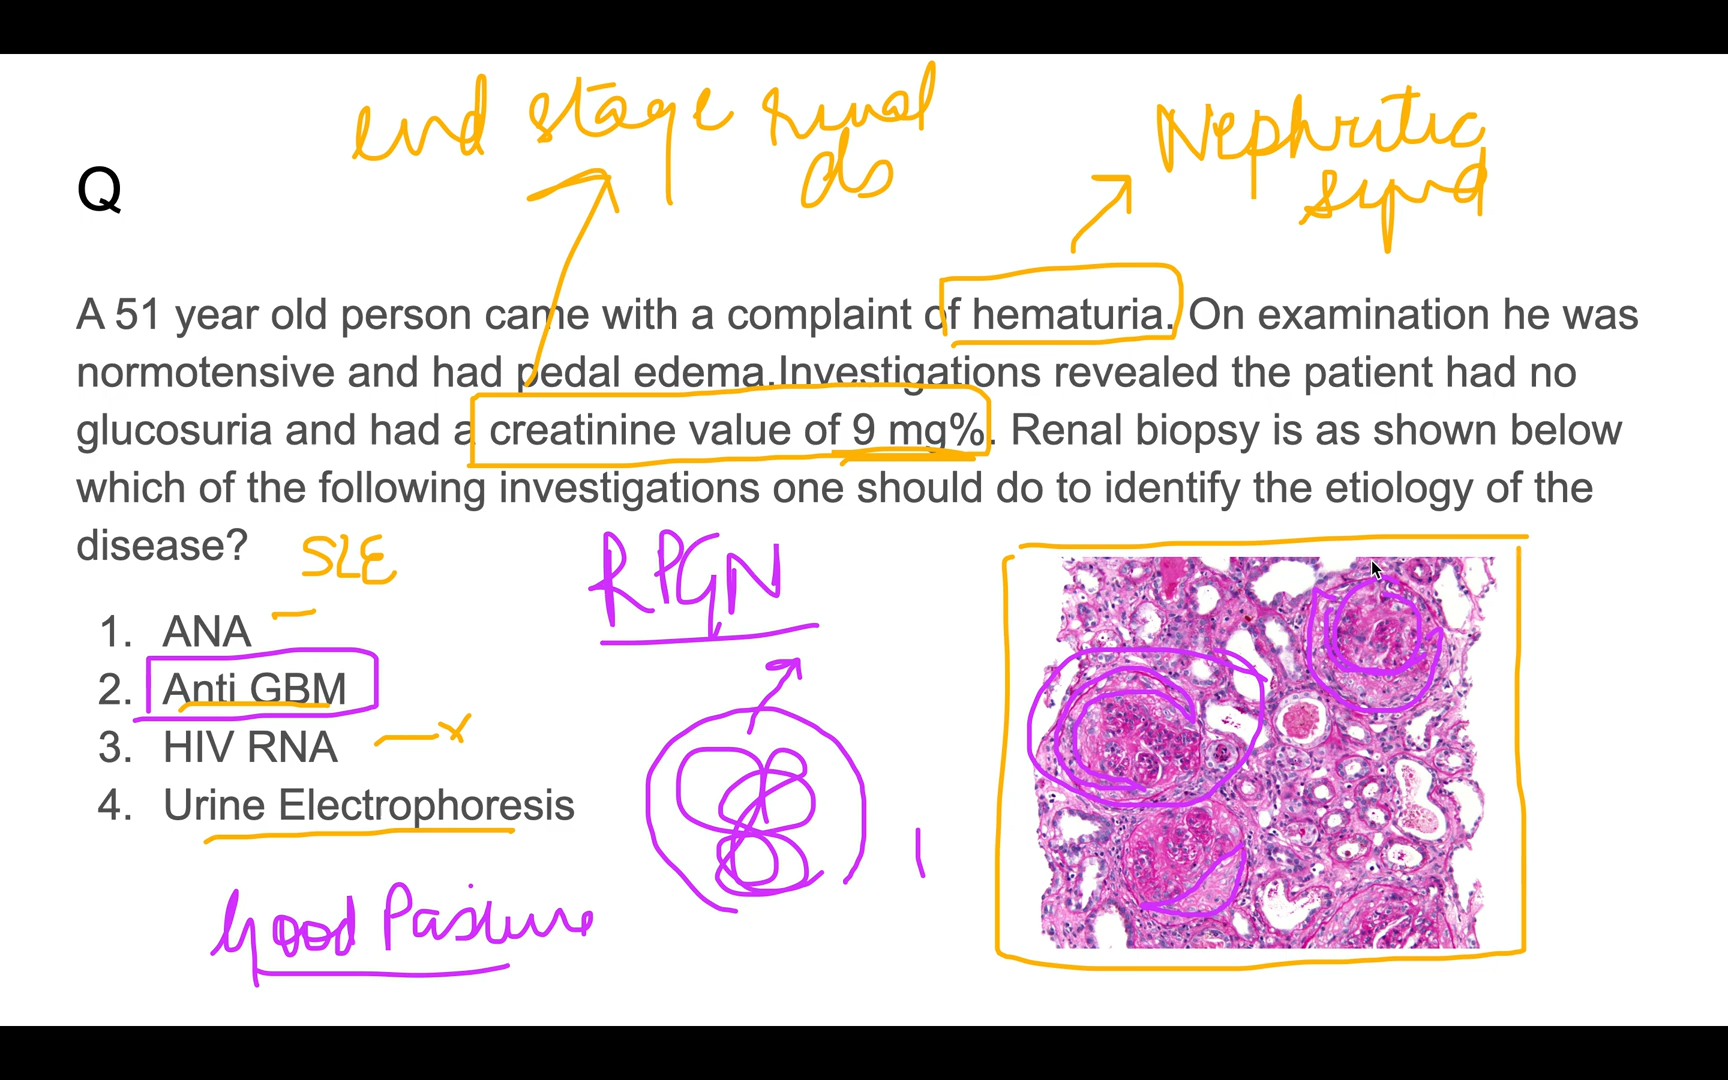 end stage renal
ds
Nephritic
synd
Q
A 51 year old person came with a complaint of hematuria. On examination he was
normotensive and had pedal edema.Investigations revealed the patient had no
glucosuria and had a creatinine value of 9 mg%. Renal biopsy is as shown below
which of the following investigations one should do to identify the etiology of the
disease?
SLE
RPGN
1. ANA
2. Anti GBM
3. HIV RNA
4. Urine Electrophoresis
Good Pasture